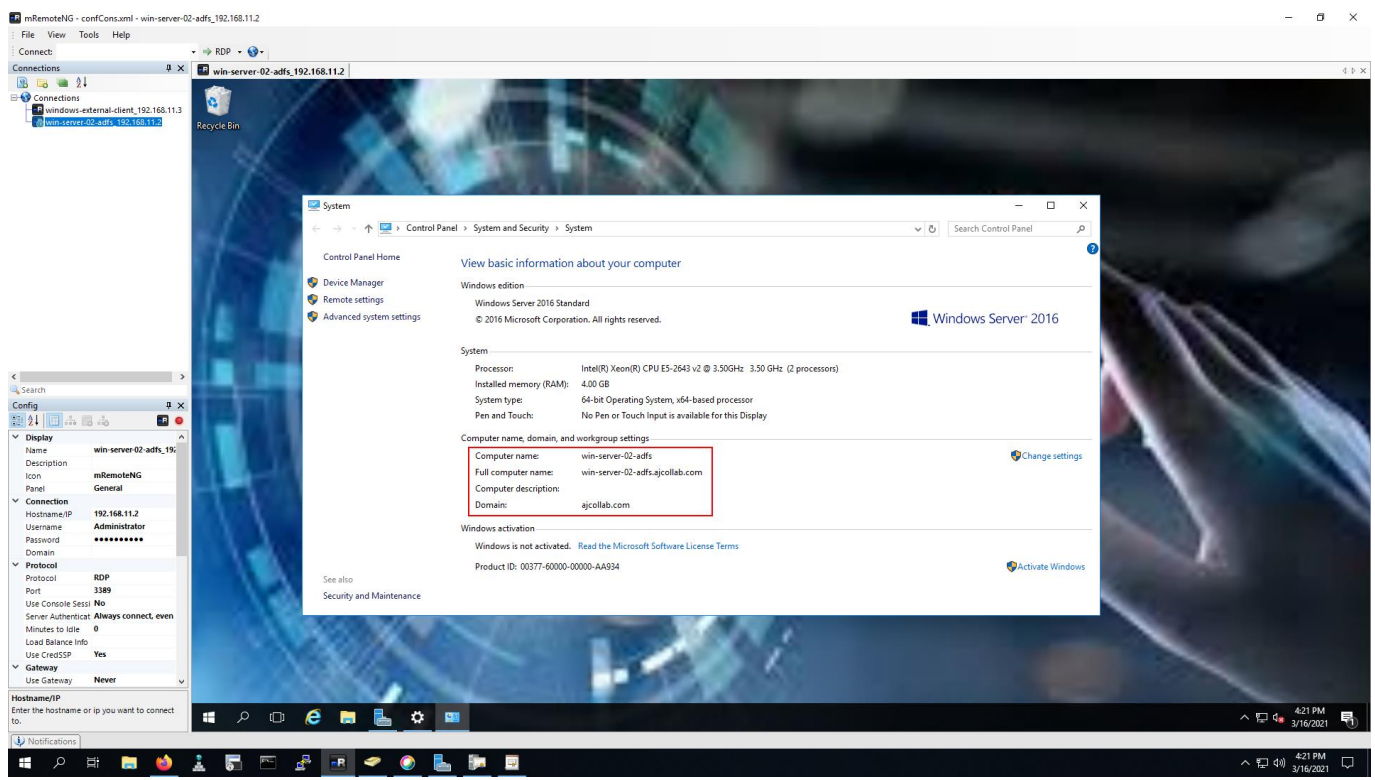 mRemoteNG - confCons.xml - win-server-02-adfs_192.168.11.2
File View Tools Help
Connect: RDP
Connections
win-server-02-adfs_192.168.11.2
Connections
windows-external-client_192.168.11.3
win-server-02-adfs_192.168.11.2
Recycle Bin
Search
Config
Display
Name win-server-02-adfs_192
Description
Icon mRemoteNG
Panel General
Connection
Hostname/IP 192.168.11.2
Username Administrator
Password ●●●●●●●●●●
Domain
Protocol
Protocol RDP
Port 3389
Use Console Sessi No
Server Authenticat Always connect, even
Minutes to Idle 0
Load Balance Info
Use CredSSP Yes
Gateway
Use Gateway Never
Hostname/IP
Enter the hostname or ip you want to connect
to.
Notifications
System
Control Panel > System and Security > System
Search Control Panel
Control Panel Home
Device Manager
Remote settings
Advanced system settings
See also
Security and Maintenance
View basic information about your computer
Windows edition
Windows Server 2016 Standard
© 2016 Microsoft Corporation. All rights reserved.
Windows Server® 2016
System
Processor: Intel(R) Xeon(R) CPU E5-2643 v2 @ 3.50GHz 3.50 GHz (2 processors)
Installed memory (RAM): 4.00 GB
System type: 64-bit Operating System, x64-based processor
Pen and Touch: No Pen or Touch Input is available for this Display
Computer name, domain, and workgroup settings
Computer name: win-server-02-adfs
Change settings
Full computer name: win-server-02-adfs.ajcollab.com
Computer description:
Domain: ajcollab.com
Windows activation
Windows is not activated. Read the Microsoft Software License Terms
Product ID: 00377-60000-00000-AA934
Activate Windows
4:21 PM
3/16/2021
4:21 PM
3/16/2021